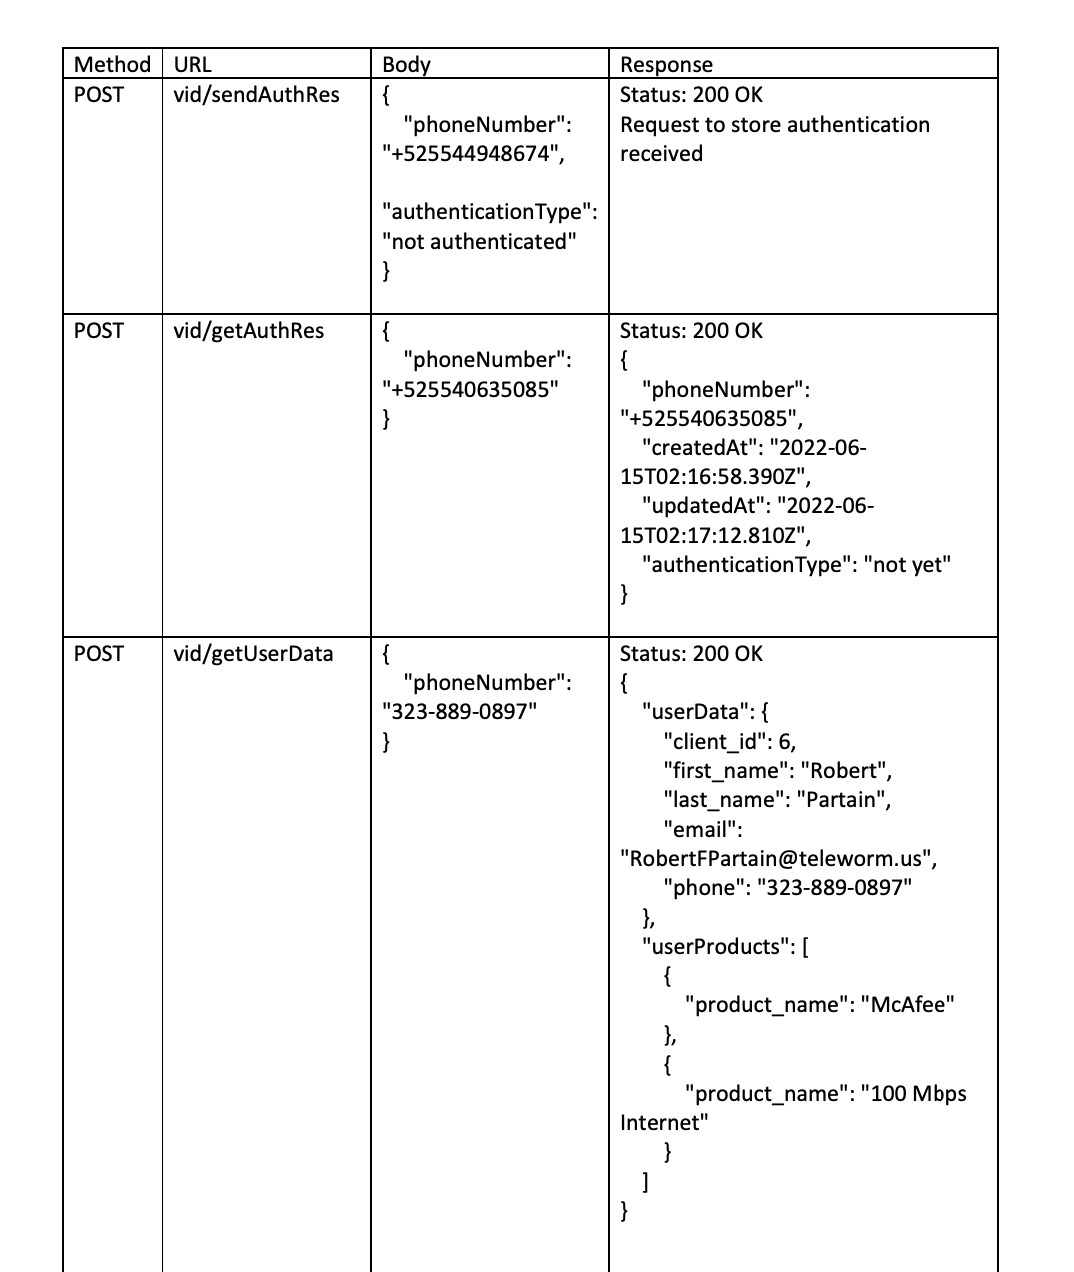 Method URL Body Response
POST vid/sendAuthRes { Status: 200 OK
"phoneNumber": Request to store authentication
"+525544948674", received
"authenticationType":
"not authenticated"
}
POST vid/getAuthRes { Status: 200 OK
"phoneNumber": {
"+525540635085" "phoneNumber":
} "+525540635085",
"createdAt": "2022-06-
15T02:16:58.390Z",
"updatedAt": "2022-06-
15T02:17:12.810Z",
"authenticationType": "not yet"
}
POST vid/getUserData { Status: 200 OK
"phoneNumber": {
"323-889-0897" "userData": {
} "client_id": 6,
"first_name": "Robert",
"last_name": "Partain",
"email":
"RobertFPartain@teleworm.us",
"phone": "323-889-0897"
},
"userProducts": [
{
"product_name": "McAfee"
},
{
"product_name": "100 Mbps
Internet"
}
]
}